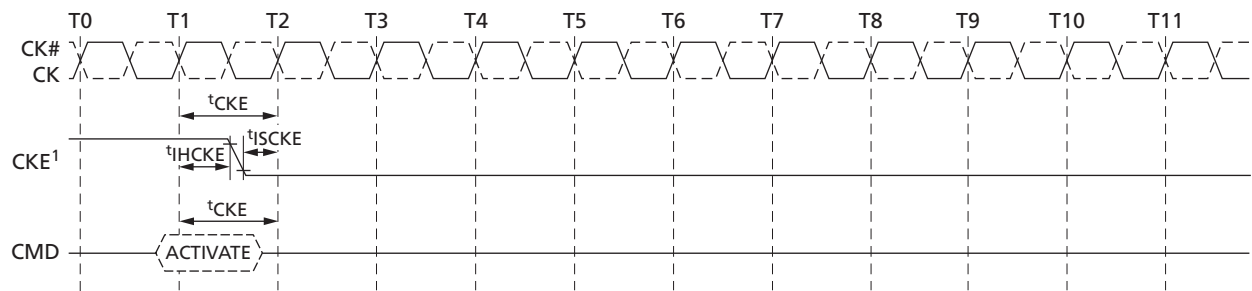 T0 T1 T2 T3 T4 T5 T6 T7 T8 T9 T10 T11
CK#
CK
tCKE
tISCKE
CKE1
tIHCKE
tCKE
CMD
ACTIVATE